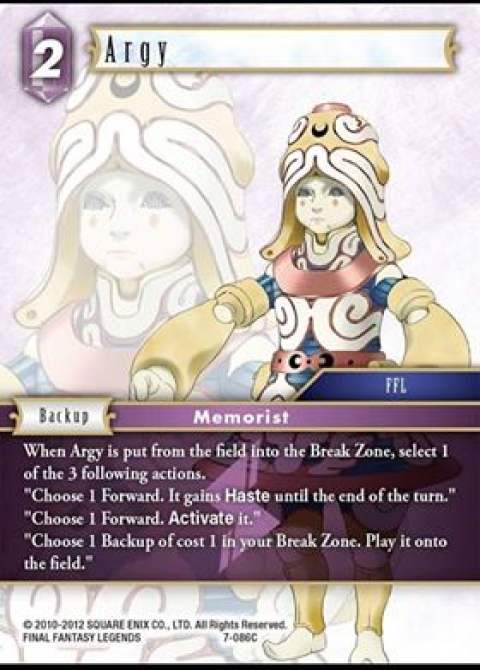 2
Argy
FFL
Backup
Memorist
When Argy is put from the field into the Break Zone, select 1
of the 3 following actions.
"Choose 1 Forward. It gains Haste until the end of the turn."
"Choose 1 Forward. Activate it."
"Choose 1 Backup of cost 1 in your Break Zone. Play it onto
the field."
© 2010-2012 SQUARE ENIX CO., LTD. All Rights Reserved.
FINAL FANTASY LEGENDS 7-086C